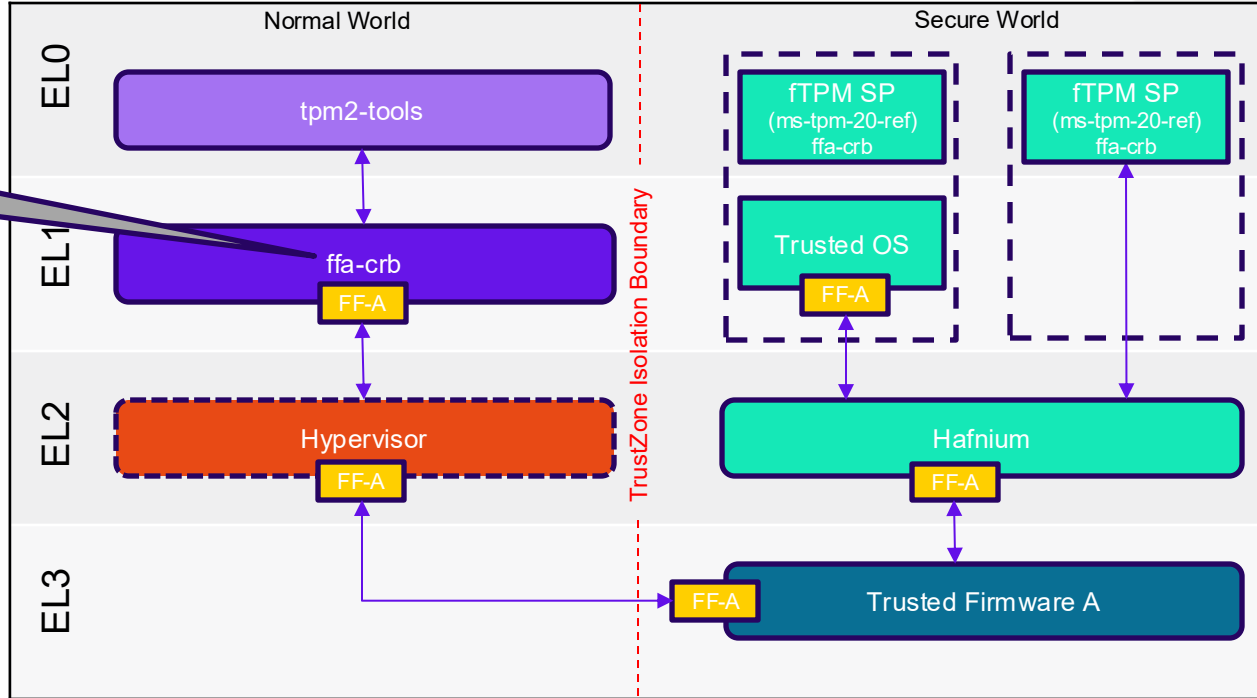 Normal World
Secure World
EL0
tpm2-tools
fTPM SP
(ms-tpm-20-ref)
ffa-crb
fTPM SP
(ms-tpm-20-ref)
ffa-crb
EL1
ffa-crb
FF-A
Trusted OS
FF-A
TrustZone Isolation Boundary
EL2
Hypervisor
FF-A
Hafnium
FF-A
EL3
FF-A
Trusted Firmware A